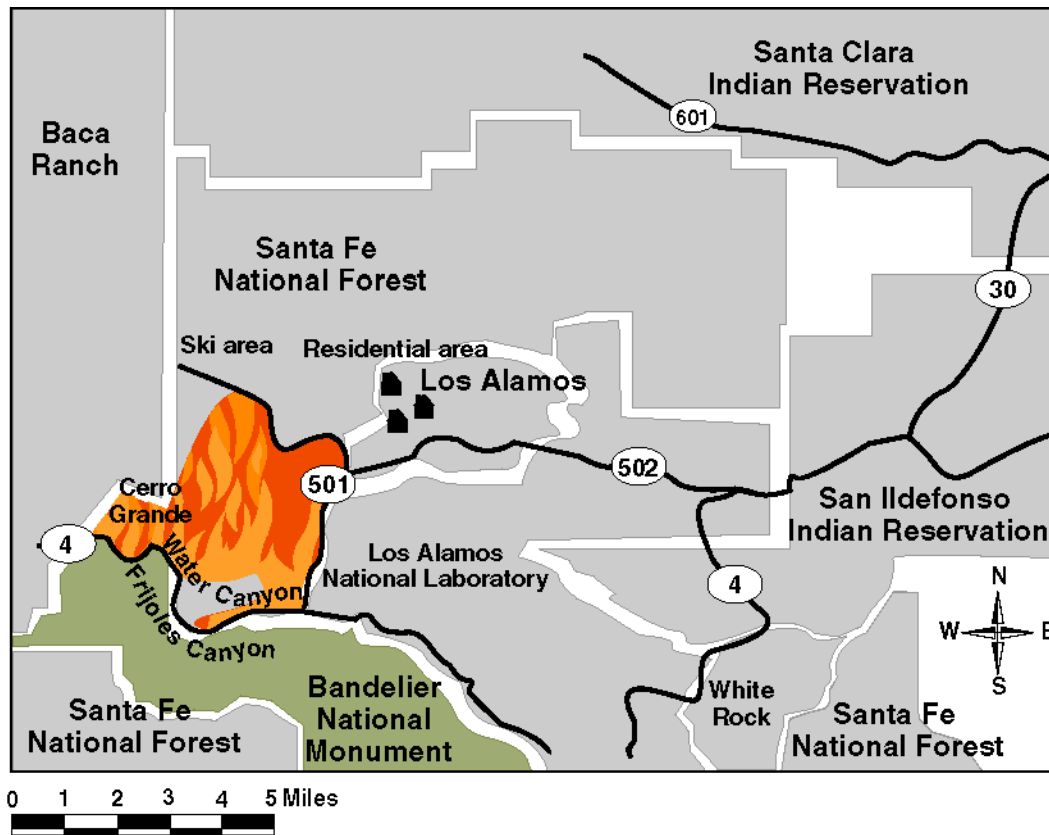 Santa Clara
Indian Reservation
601
Baca
Ranch
Santa Fe
National Forest
30
Ski area
Residential area
Los Alamos
502
501
Cerro
Grande
4
San Ildefonso
Indian Reservation
Water Canyon
Los Alamos
National Laboratory
Frijoles Canyon
4
N
W
E
S
Bandelier
National
Monument
White
Rock
Santa Fe
National Forest
Santa Fe
National Forest
0 1 2 3 4 5 Miles